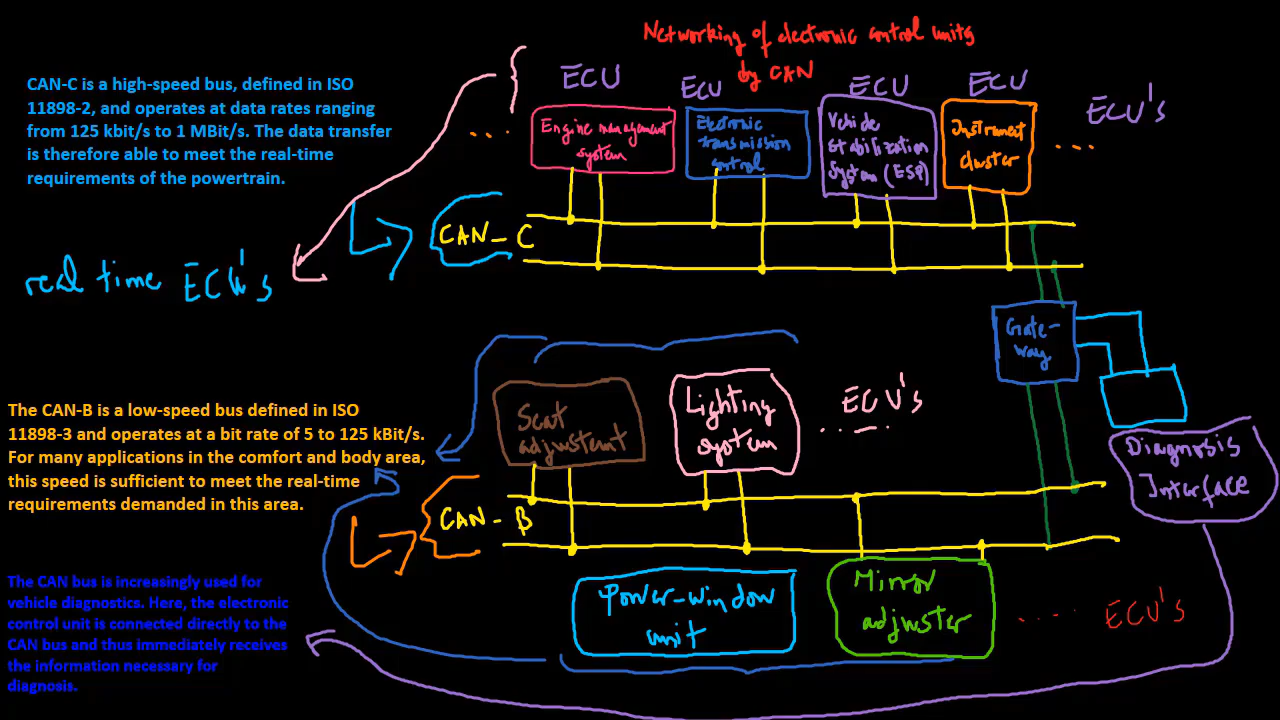 Networking of electronic control units
by CAN
CAN-C is a high-speed bus, defined in ISO
11898-2, and operates at data rates ranging
from 125 kbit/s to 1 MBit/s. The data transfer
is therefore able to meet the real-time
requirements of the powertrain.
ECU
ECU
ECU
ECU
ECU's
Engine management
system
Electronic
transmission
control
Vehicle
stabilization
System (ESP)
Instrument
cluster
CAN_C
real time ECU's
Gate-
way
The CAN-B is a low-speed bus defined in ISO
11898-3 and operates at a bit rate of 5 to 125 kBit/s.
For many applications in the comfort and body area,
this speed is sufficient to meet the real-time
requirements demanded in this area.
Seat
adjustemt
Lighting
system
ECU's
Diagnosis
Interface
CAN_B
The CAN bus is increasingly used for
vehicle diagnostics. Here, the electronic
control unit is connected directly to the
CAN bus and thus immediately receives
the information necessary for
diagnosis.
Power-window
unit
Mirror
adjuster
ECU's